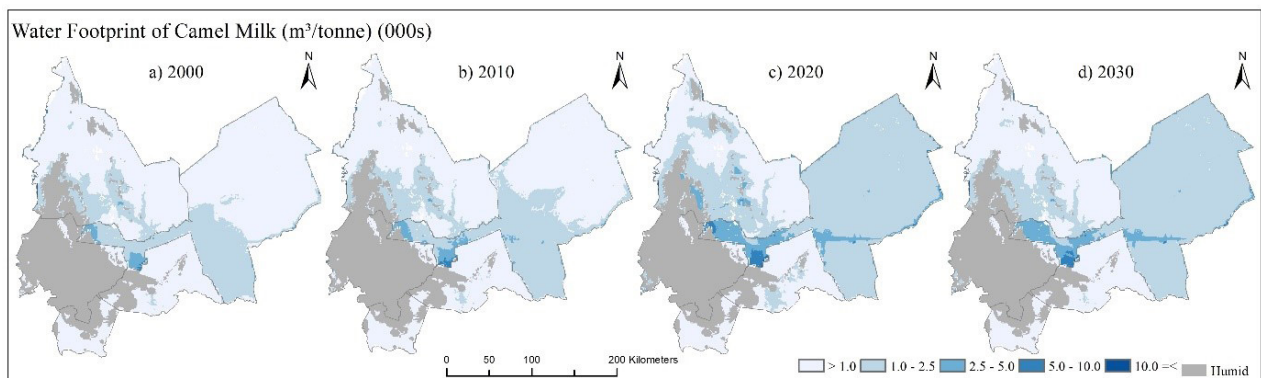 Water Footprint of Camel Milk (m³/tonne) (000s)
a) 2000
N
b) 2010
N
c) 2020
N
d) 2030
N
0 50 100 200 Kilometers
> 1.0
1.0 - 2.5
2.5 - 5.0
5.0 - 10.0
10.0 =<
Humid